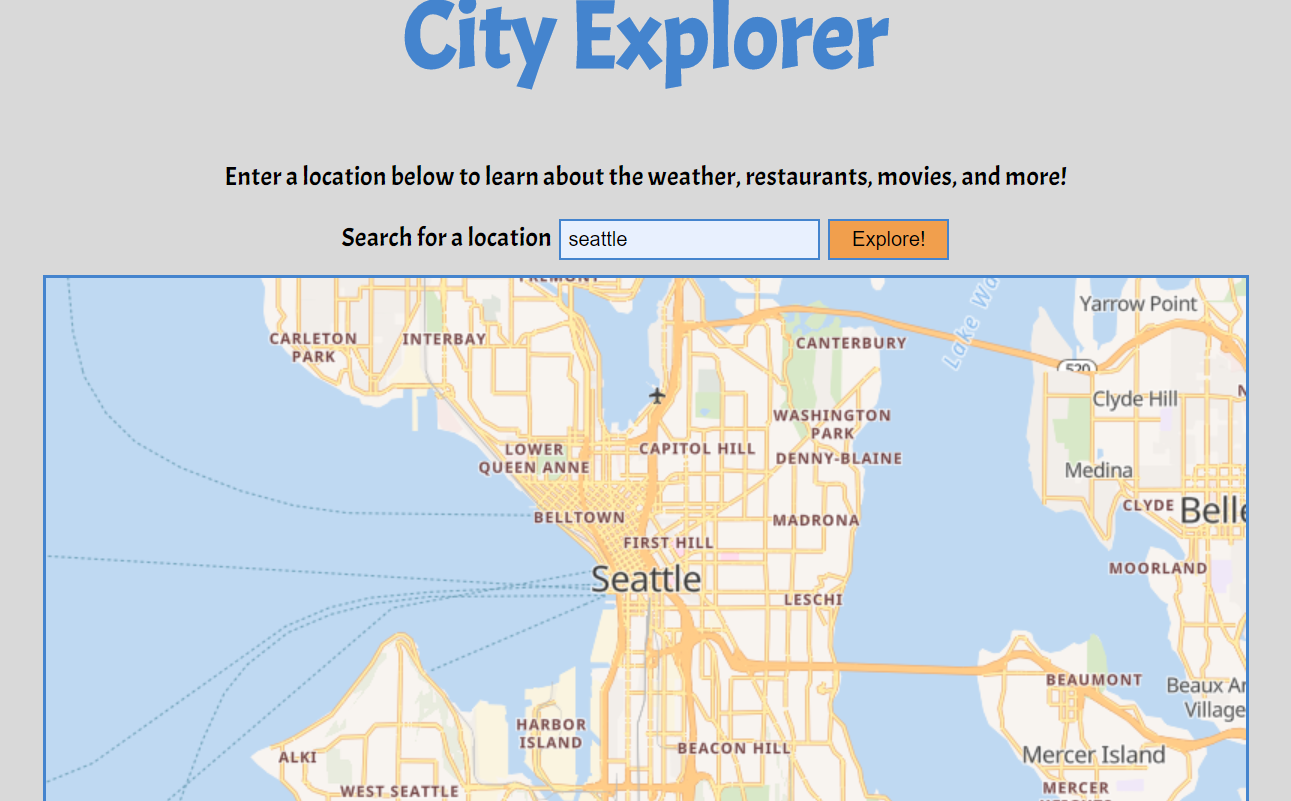 City Explorer
Enter a location below to learn about the weather, restaurants, movies, and more!
Search for a location seattle Explore!
FREMONT
Yarrow Point
CARLETON
PARK
INTERBAY
CANTERBURY
Lake
520
Clyde Hill
WASHINGTON
PARK
LOWER
QUEEN ANNE
CAPITOL HILL
DENNY-BLAINE
Medina
BELLTOWN
MADRONA
CLYDE
FIRST HILL
Seattle
MOORLAND
LESCHI
BEAUMONT
Beaux
Village
HARBOR
ISLAND
BEACON HILL
ALKI
Mercer Island
WEST SEATTLE
MERCER